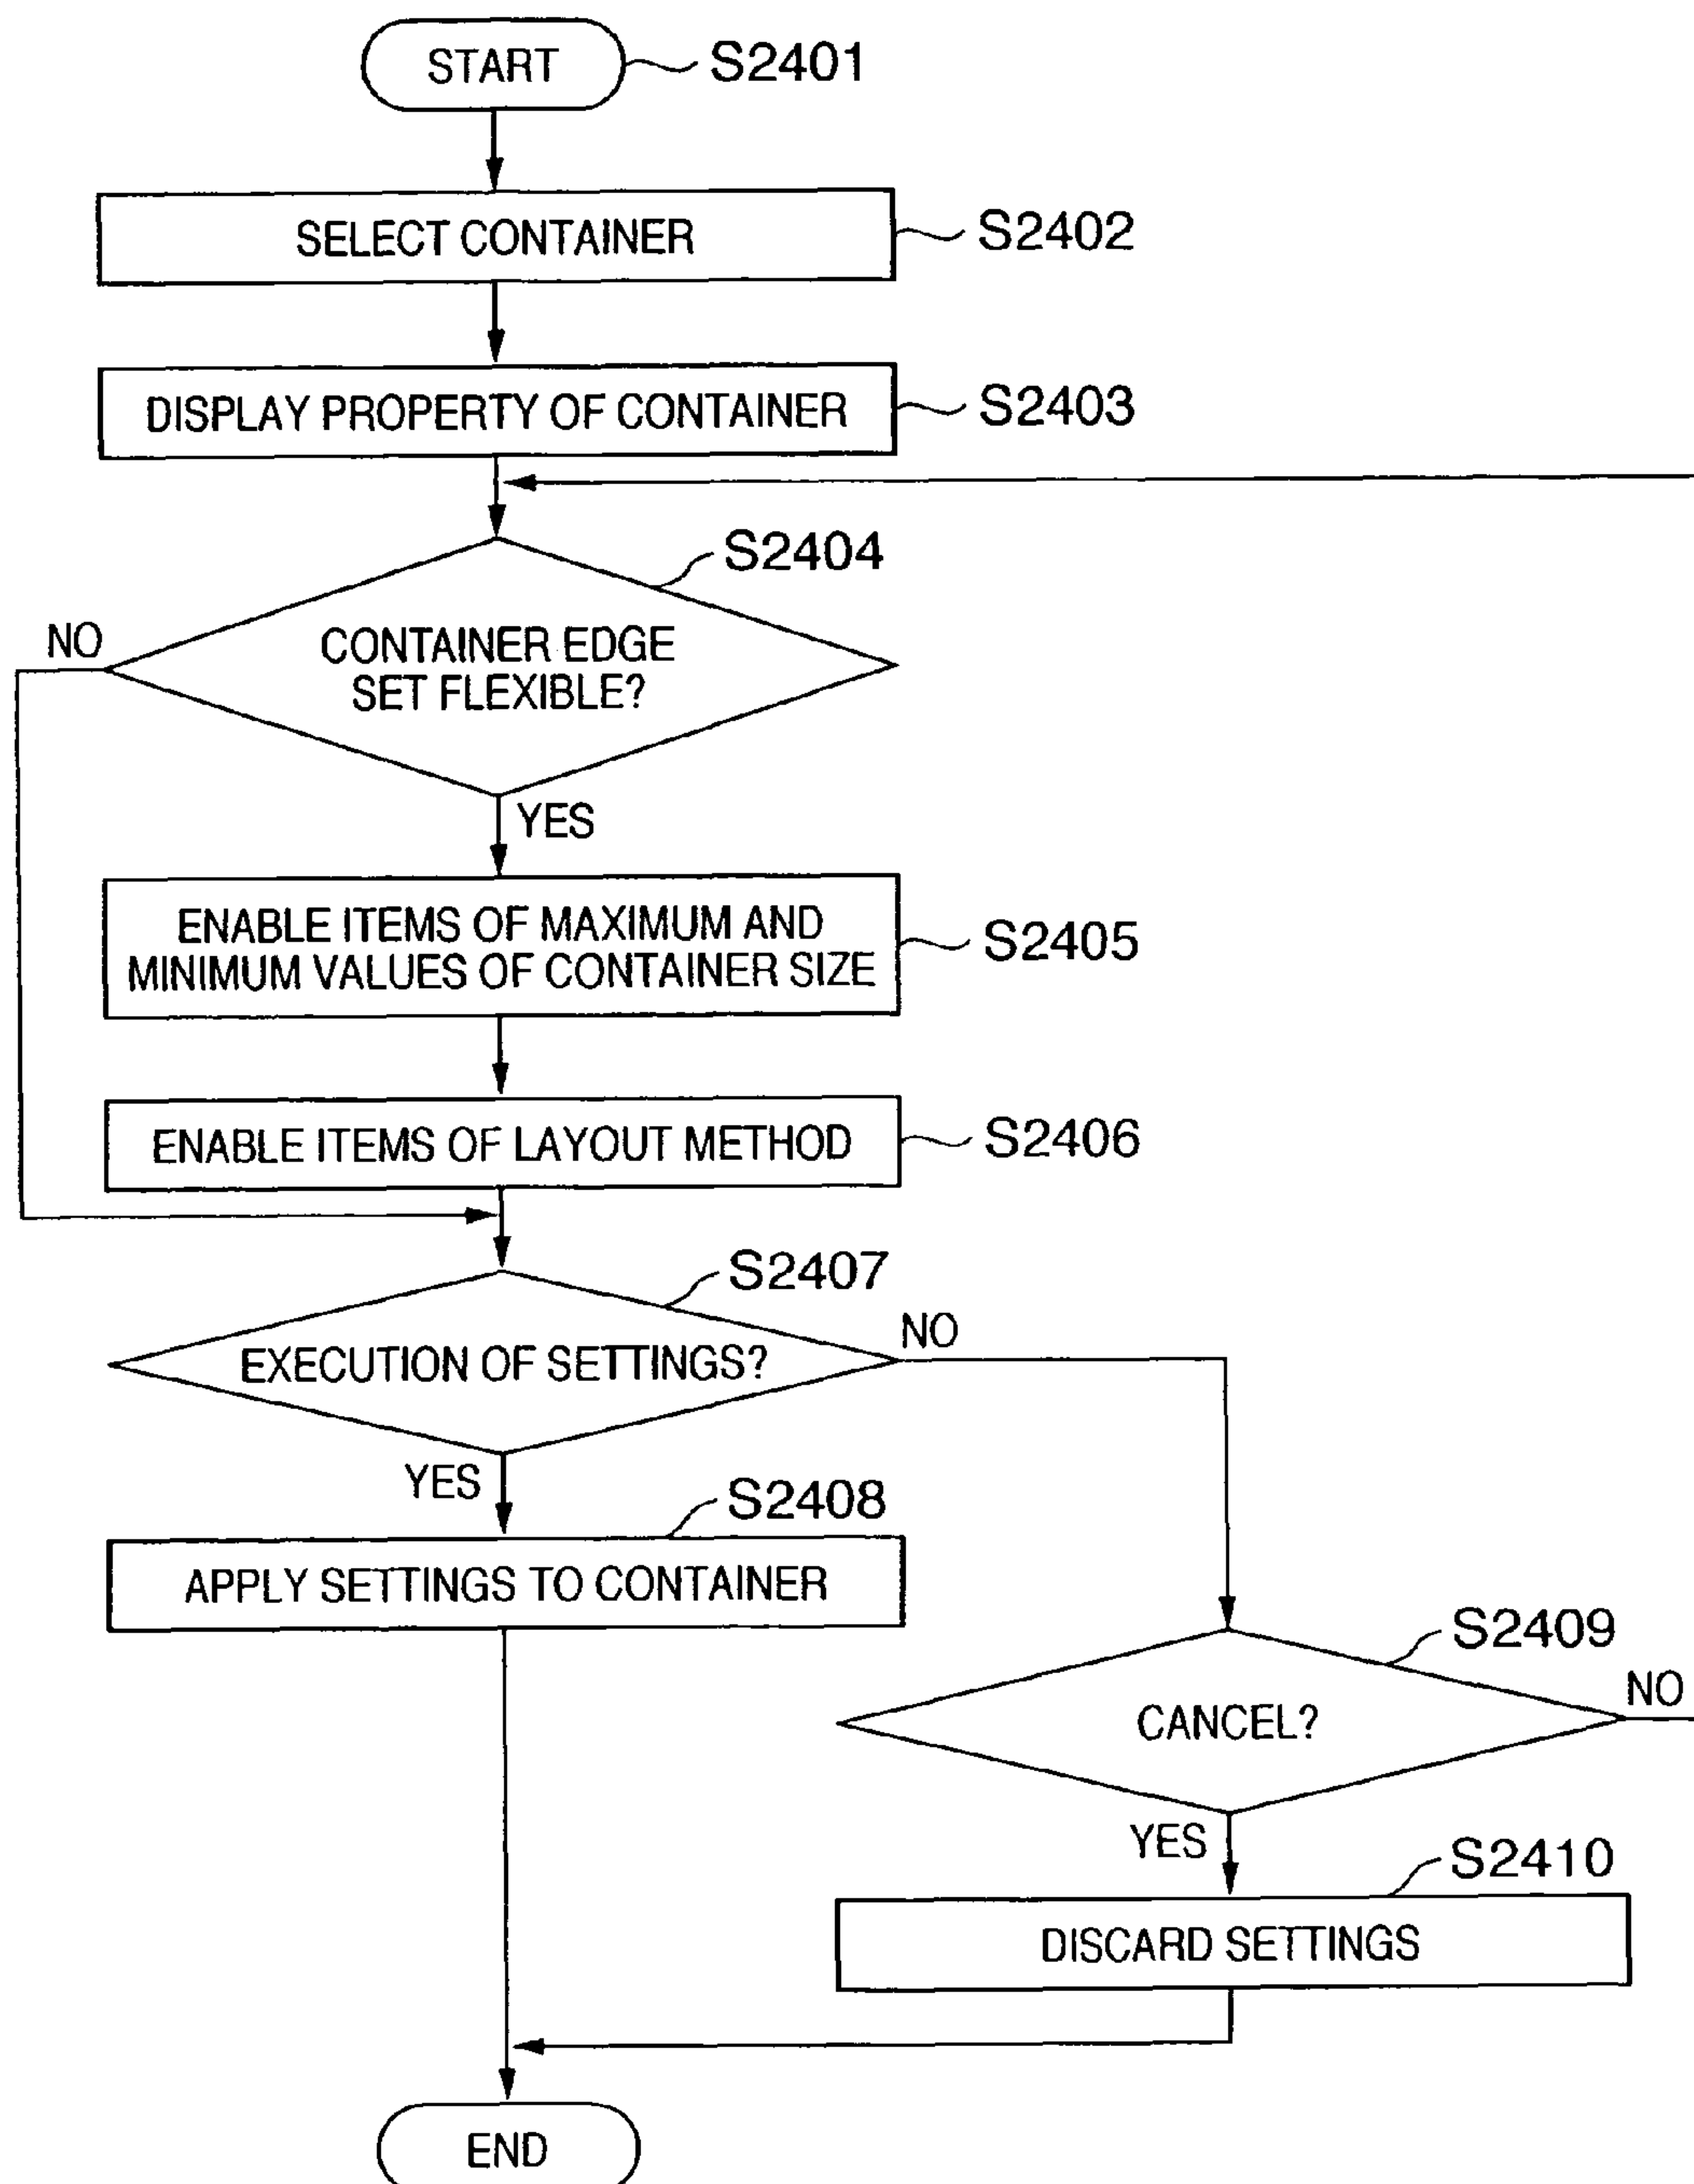 START
S2401
SELECT CONTAINER
S2402
DISPLAY PROPERTY OF CONTAINER
S2403
S2404
CONTAINER EDGE
SET FLEXIBLE?
NO
YES
ENABLE ITEMS OF MAXIMUM AND
MINIMUM VALUES OF CONTAINER SIZE
S2405
ENABLE ITEMS OF LAYOUT METHOD
S2406
S2407
EXECUTION OF SETTINGS?
NO
YES
S2408
APPLY SETTINGS TO CONTAINER
S2409
CANCEL?
NO
YES
S2410
DISCARD SETTINGS
END